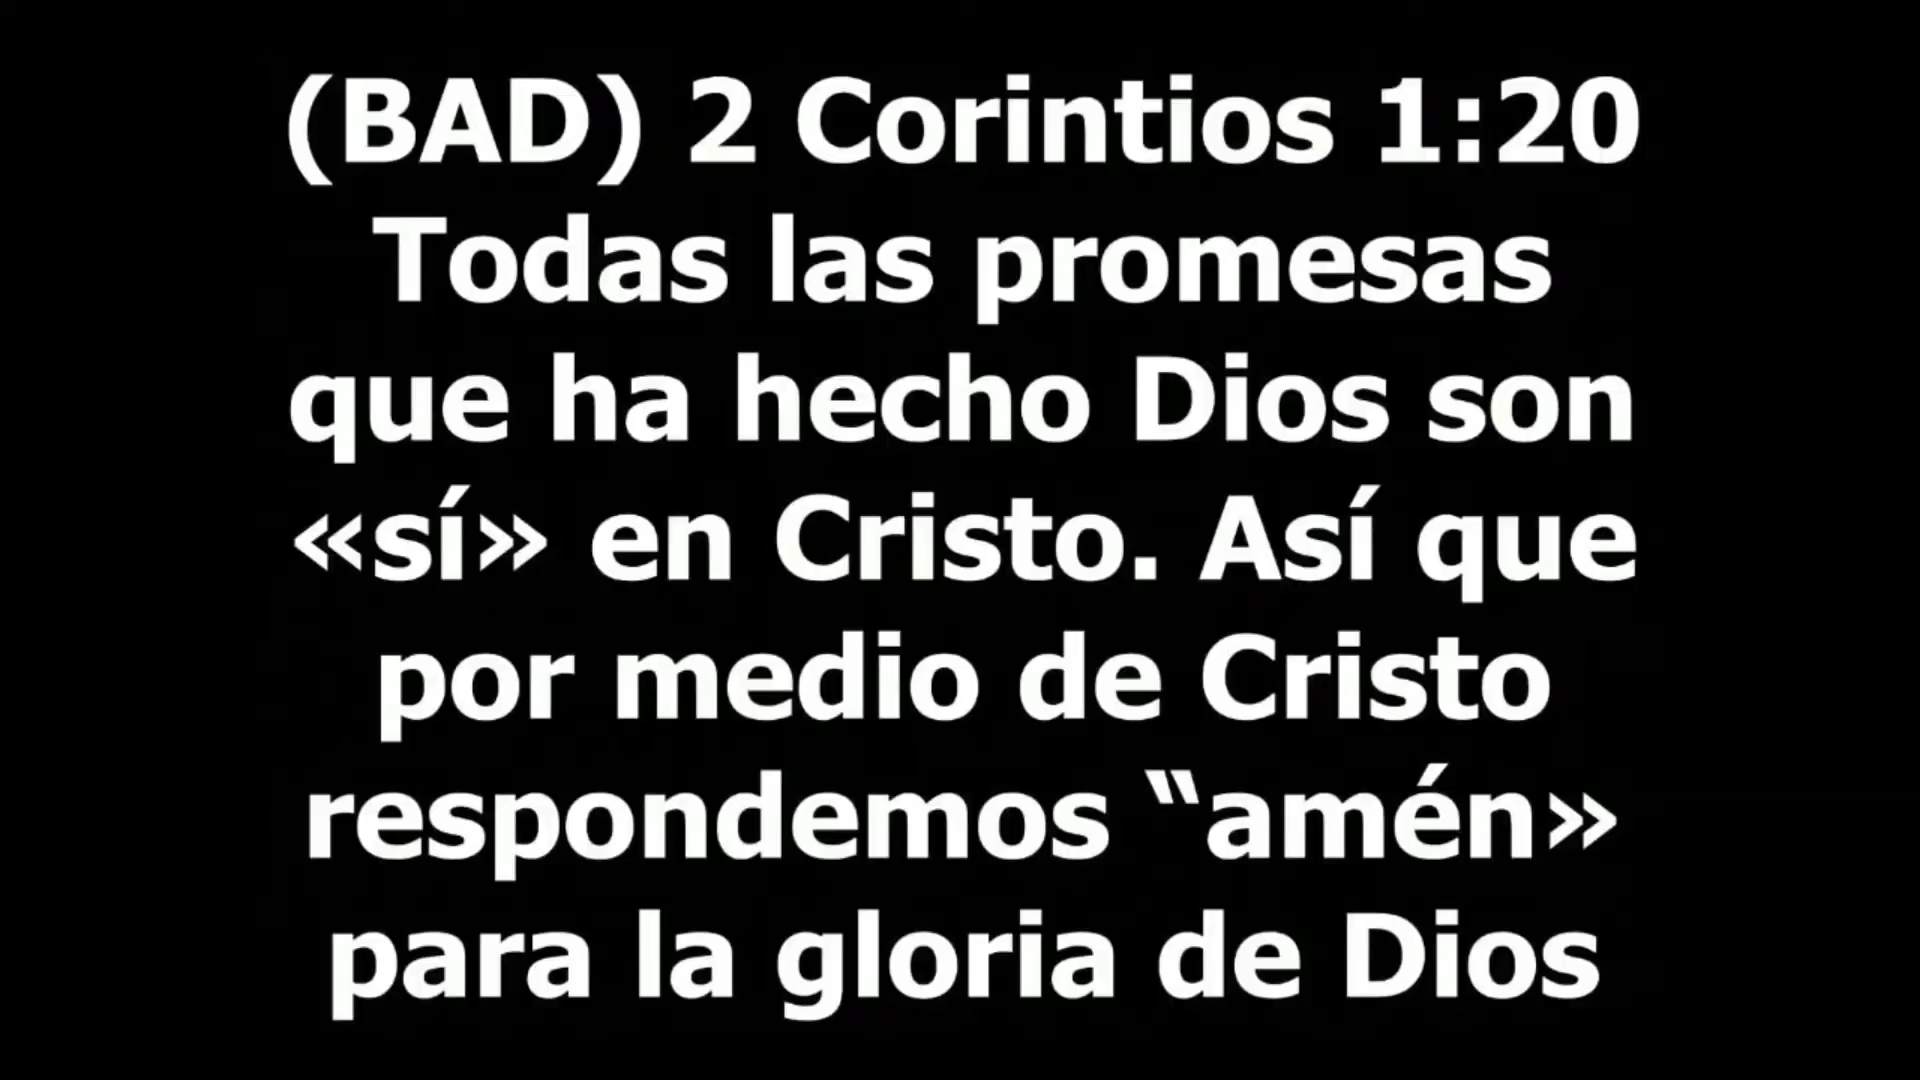 (BAD) 2 Corintios 1:20
Todas las promesas
que ha hecho Dios son
«sí» en Cristo. Así que
por medio de Cristo
respondemos “amén»
para la gloria de Dios